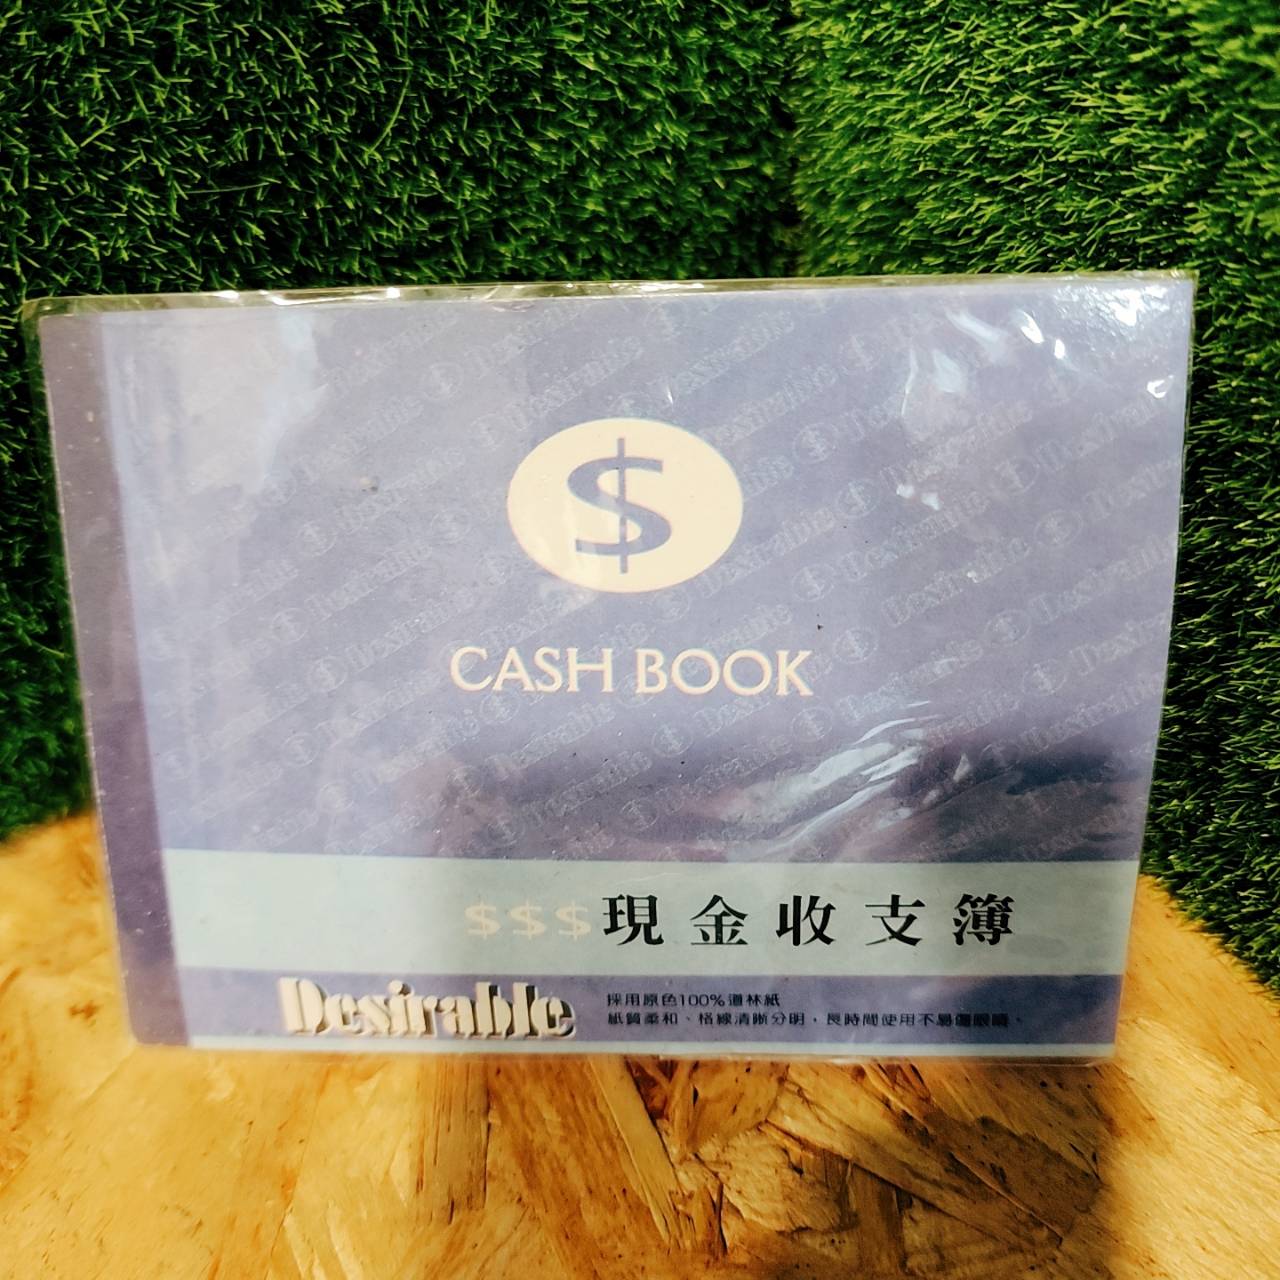 $
CASH BOOK
$$$現金收支簿
Desirable
採用原色100%道林紙
紙質柔和、格線清晰分明，長時間使用不易傷眼睛。